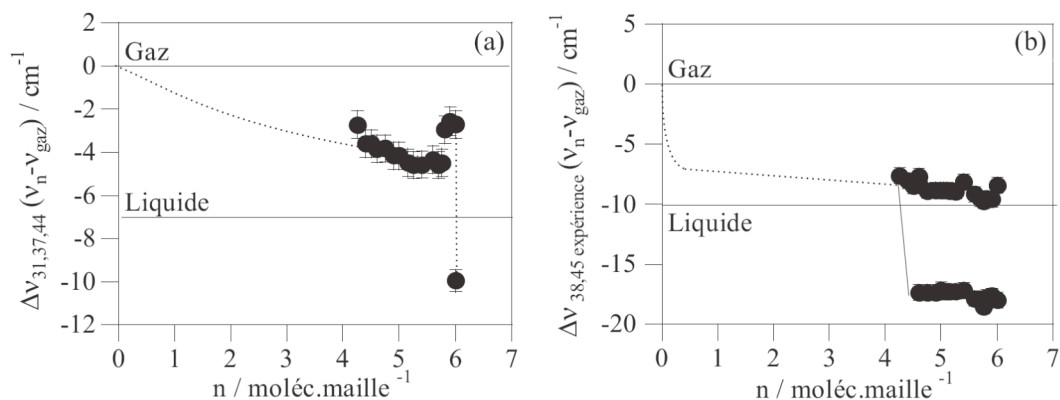 (a)
Δν31,37,44 (νn-νgaz) / cm-1
2
0
-2
-4
-6
-8
-10
-12
Gaz
Liquide
0 1 2 3 4 5 6 7
n / moléc.maille -1
(b)
Δν 38,45 expérience (νn-νgaz) / cm-1
5
0
-5
-10
-15
-20
Gaz
Liquide
0 1 2 3 4 5 6 7
n / moléc.maille -1